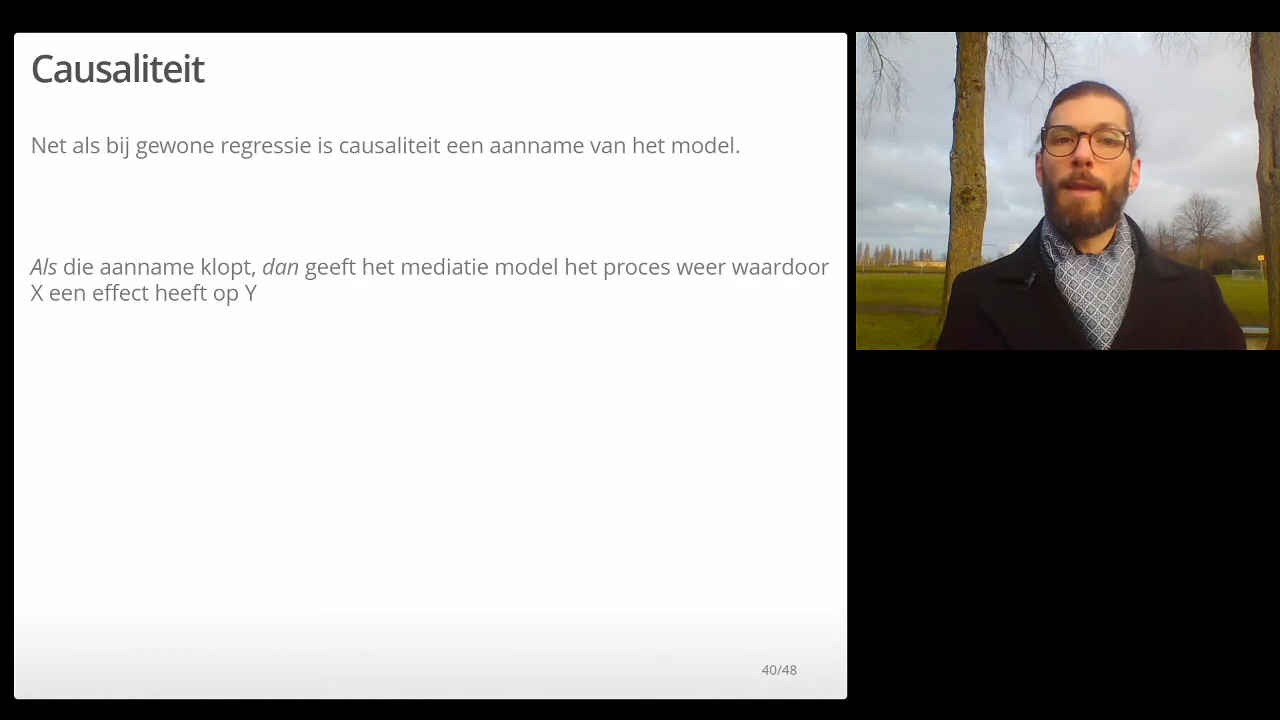 Causaliteit
Net als bij gewone regressie is causaliteit een aanname van het model.
Als die aanname klopt, dan geeft het mediatie model het proces weer waardoor
X een effect heeft op Y
40/48